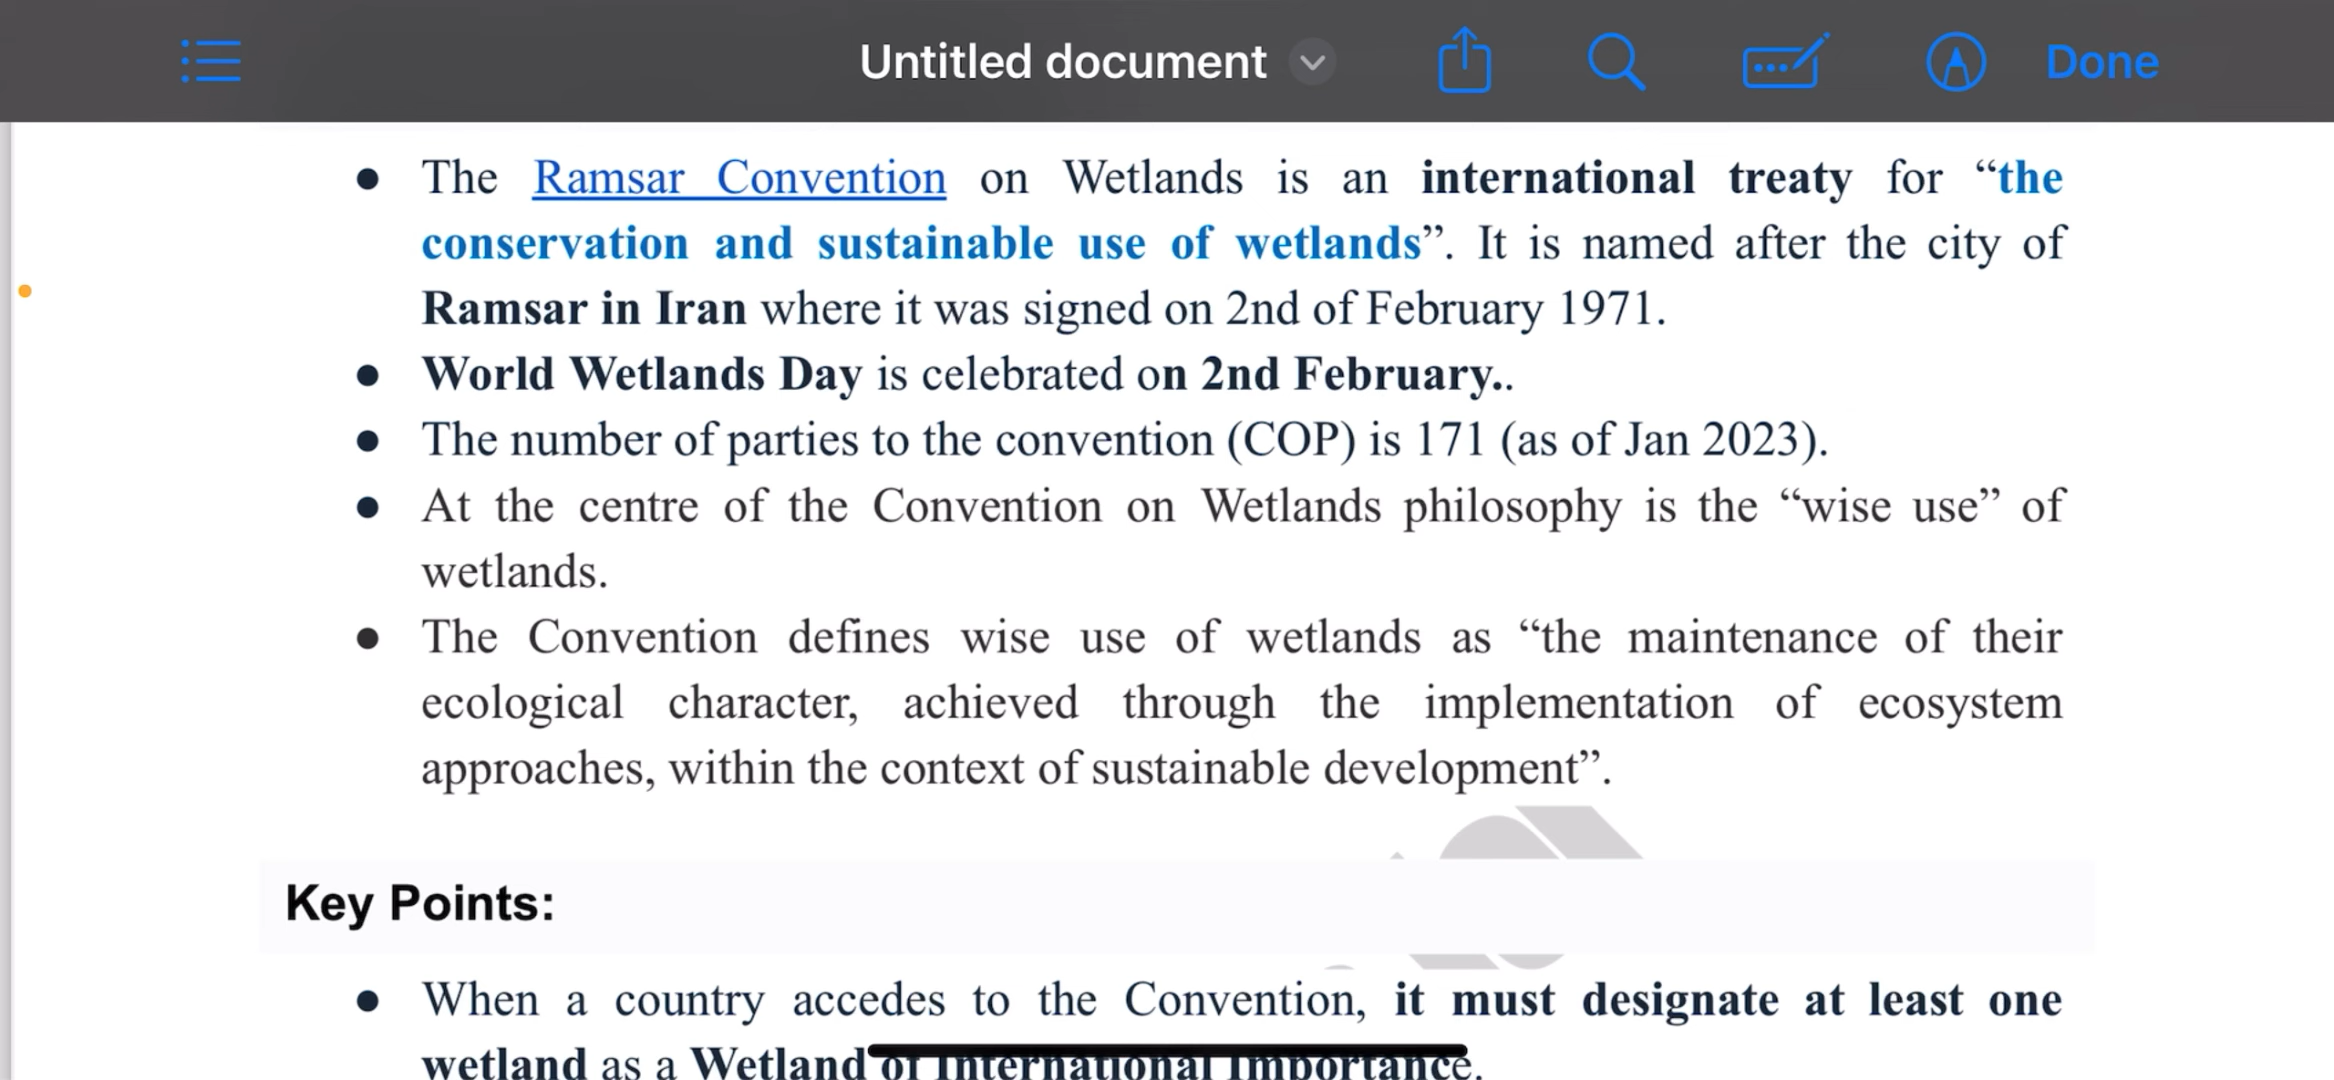 Untitled document
Done
● The Ramsar Convention on Wetlands is an international treaty for “the
conservation and sustainable use of wetlands”. It is named after the city of
Ramsar in Iran where it was signed on 2nd of February 1971.
● World Wetlands Day is celebrated on 2nd February..
● The number of parties to the convention (COP) is 171 (as of Jan 2023).
● At the centre of the Convention on Wetlands philosophy is the “wise use” of
wetlands.
● The Convention defines wise use of wetlands as “the maintenance of their
ecological character, achieved through the implementation of ecosystem
approaches, within the context of sustainable development”.
Key Points:
● When a country accedes to the Convention, it must designate at least one
wetland as a Wetland of International Importance.